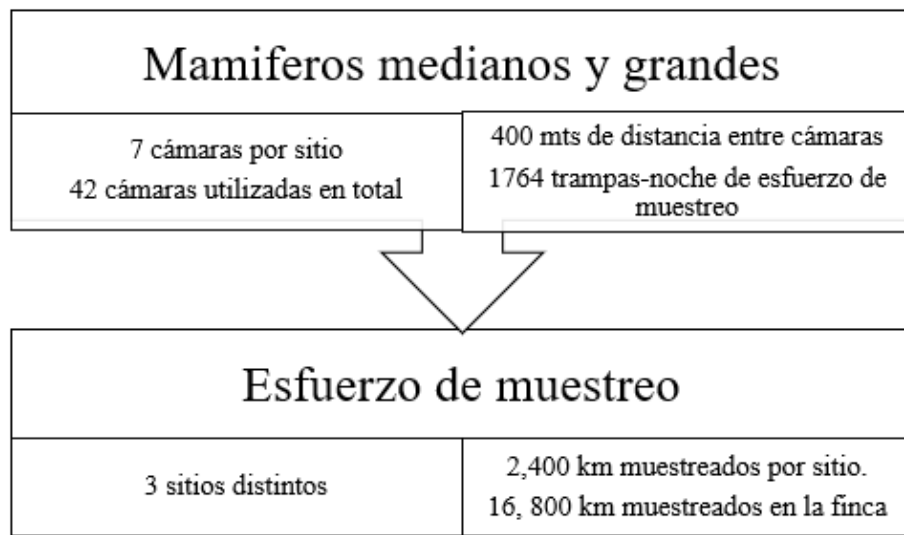 Mamiferos medianos y grandes
7 cámaras por sitio
42 cámaras utilizadas en total
400 mts de distancia entre cámaras
1764 trampas-noche de esfuerzo de
muestreo
Esfuerzo de muestreo
3 sitios distintos
2,400 km muestreados por sitio.
16, 800 km muestreados en la finca